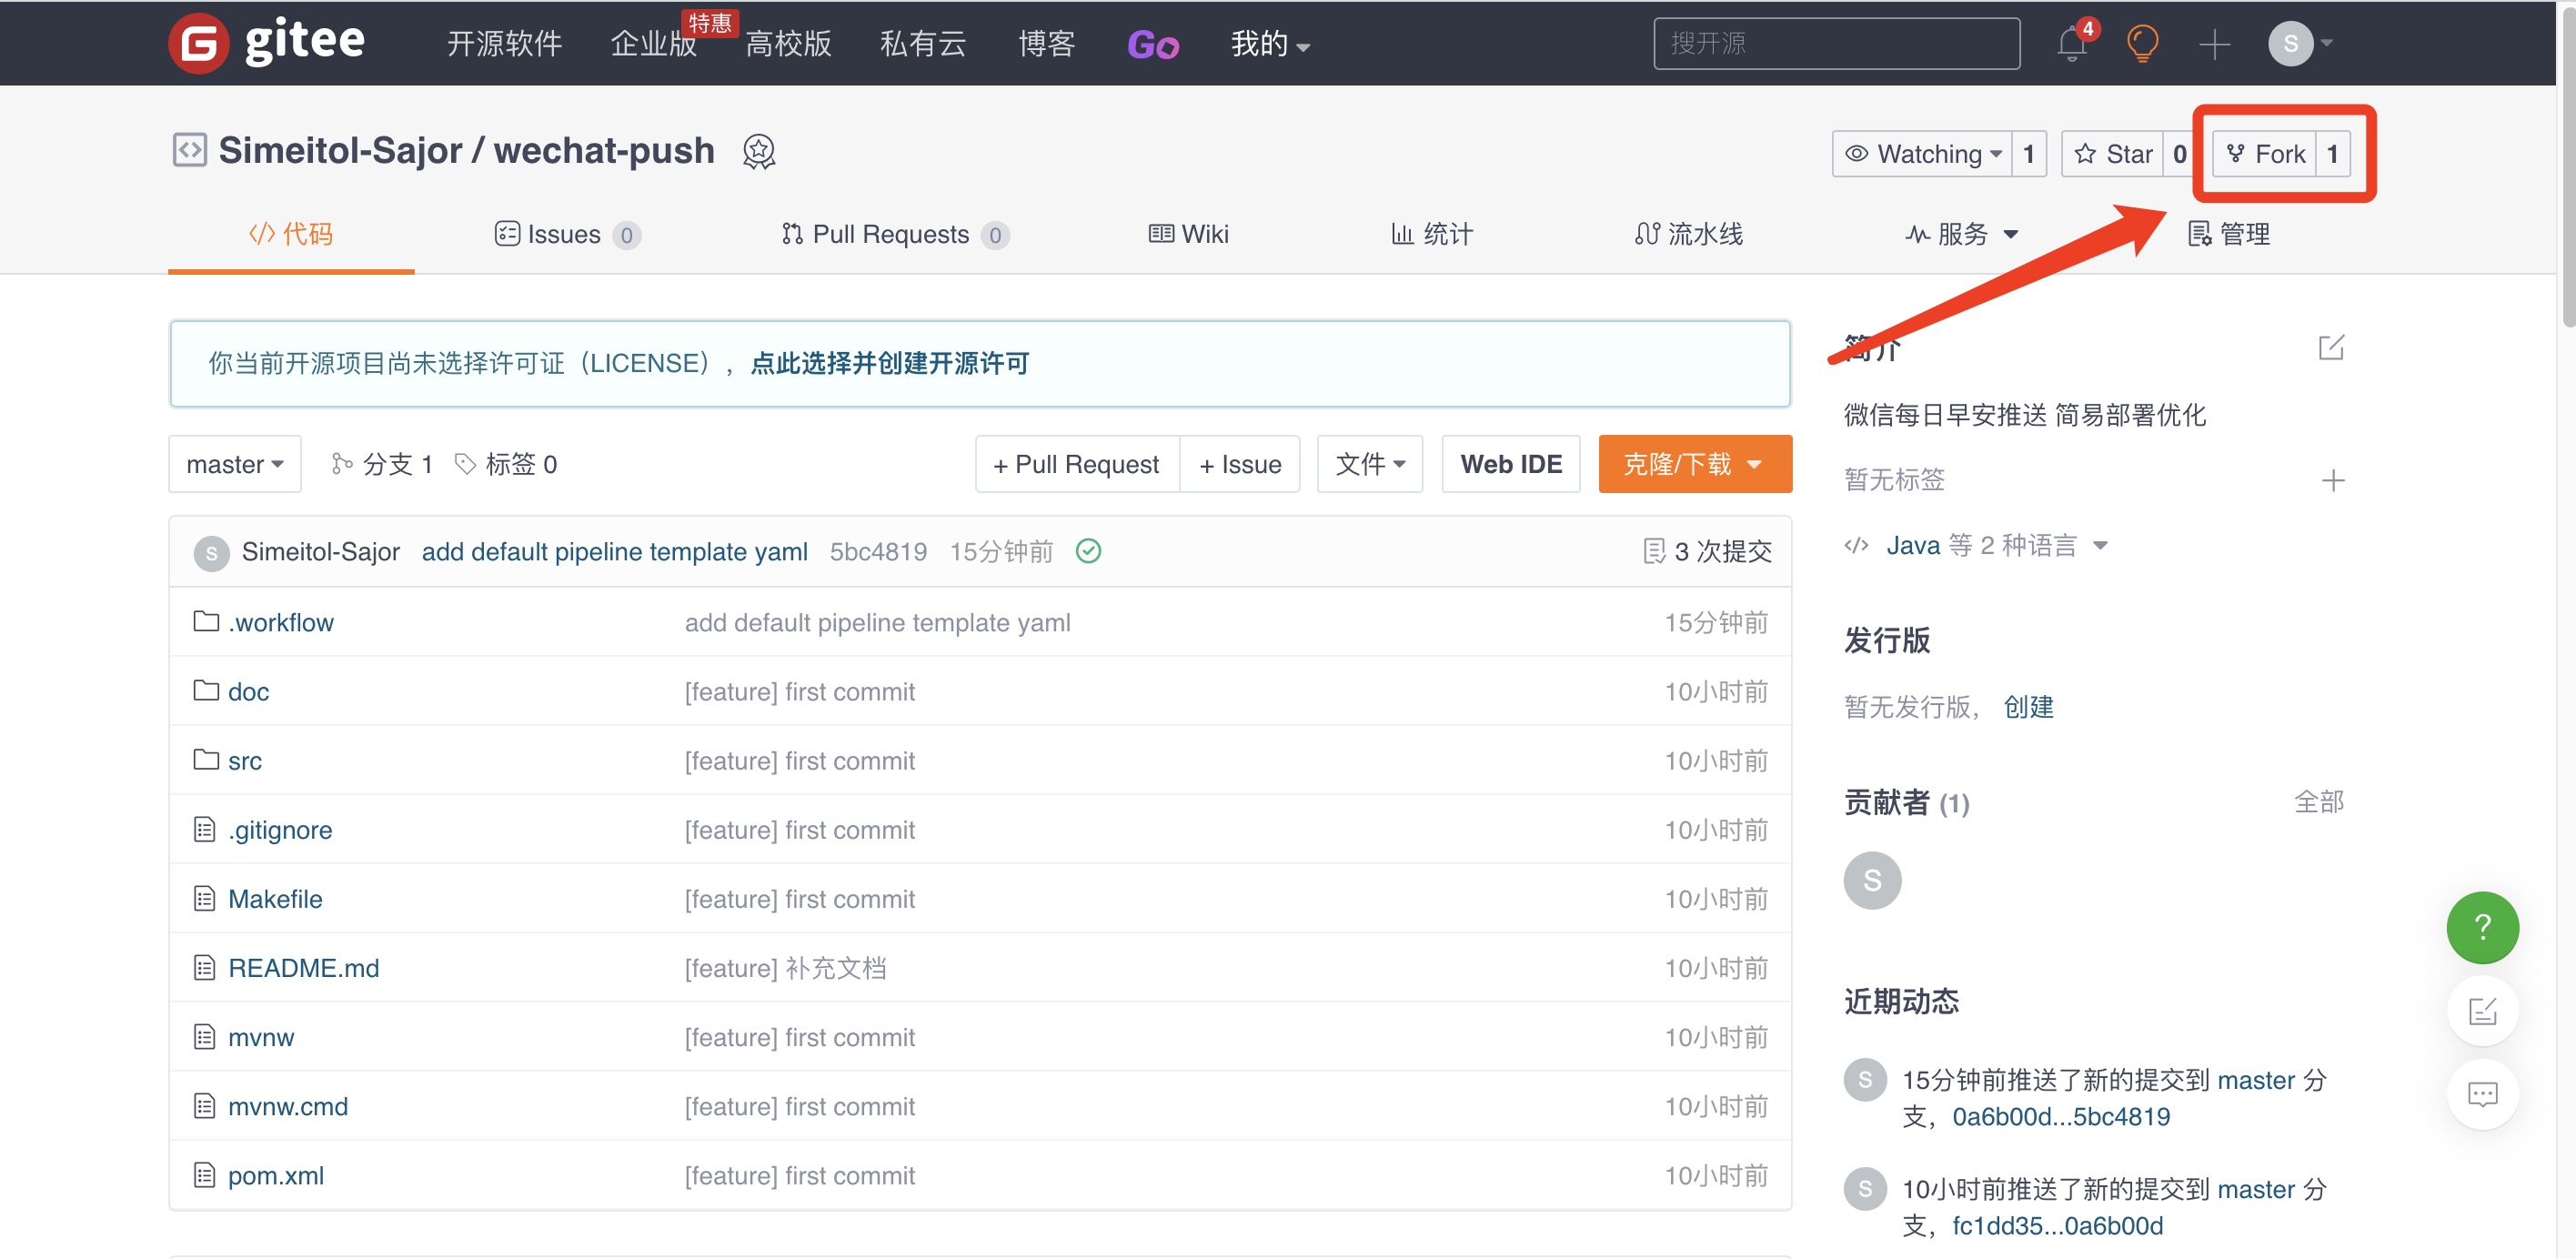 gitee 开源软件 企业版 特惠 高校版 私有云 博客 Go 我的 搜开源 4 S
Simeitol-Sajor / wechat-push Watching 1 Star 0 Fork 1
代码 Issues 0 Pull Requests 0 Wiki 统计 流水线 服务 管理
你当前开源项目尚未选择许可证（LICENSE），点此选择并创建开源许可
master 分支 1 标签 0 + Pull Request + Issue 文件 Web IDE 克隆/下载
S Simeitol-Sajor add default pipeline template yaml 5bc4819 15分钟前 3 次提交
.workflow add default pipeline template yaml 15分钟前
doc [feature] first commit 10小时前
src [feature] first commit 10小时前
.gitignore [feature] first commit 10小时前
Makefile [feature] first commit 10小时前
README.md [feature] 补充文档 10小时前
mvnw [feature] first commit 10小时前
mvnw.cmd [feature] first commit 10小时前
pom.xml [feature] first commit 10小时前
简介
微信每日早安推送 简易部署优化
暂无标签
Java 等 2 种语言
发行版
暂无发行版， 创建
贡献者 (1) 全部
S
近期动态
S 15分钟前推送了新的提交到 master 分
支，0a6b00d...5bc4819
S 10小时前推送了新的提交到 master 分
支，fc1dd35...0a6b00d
?